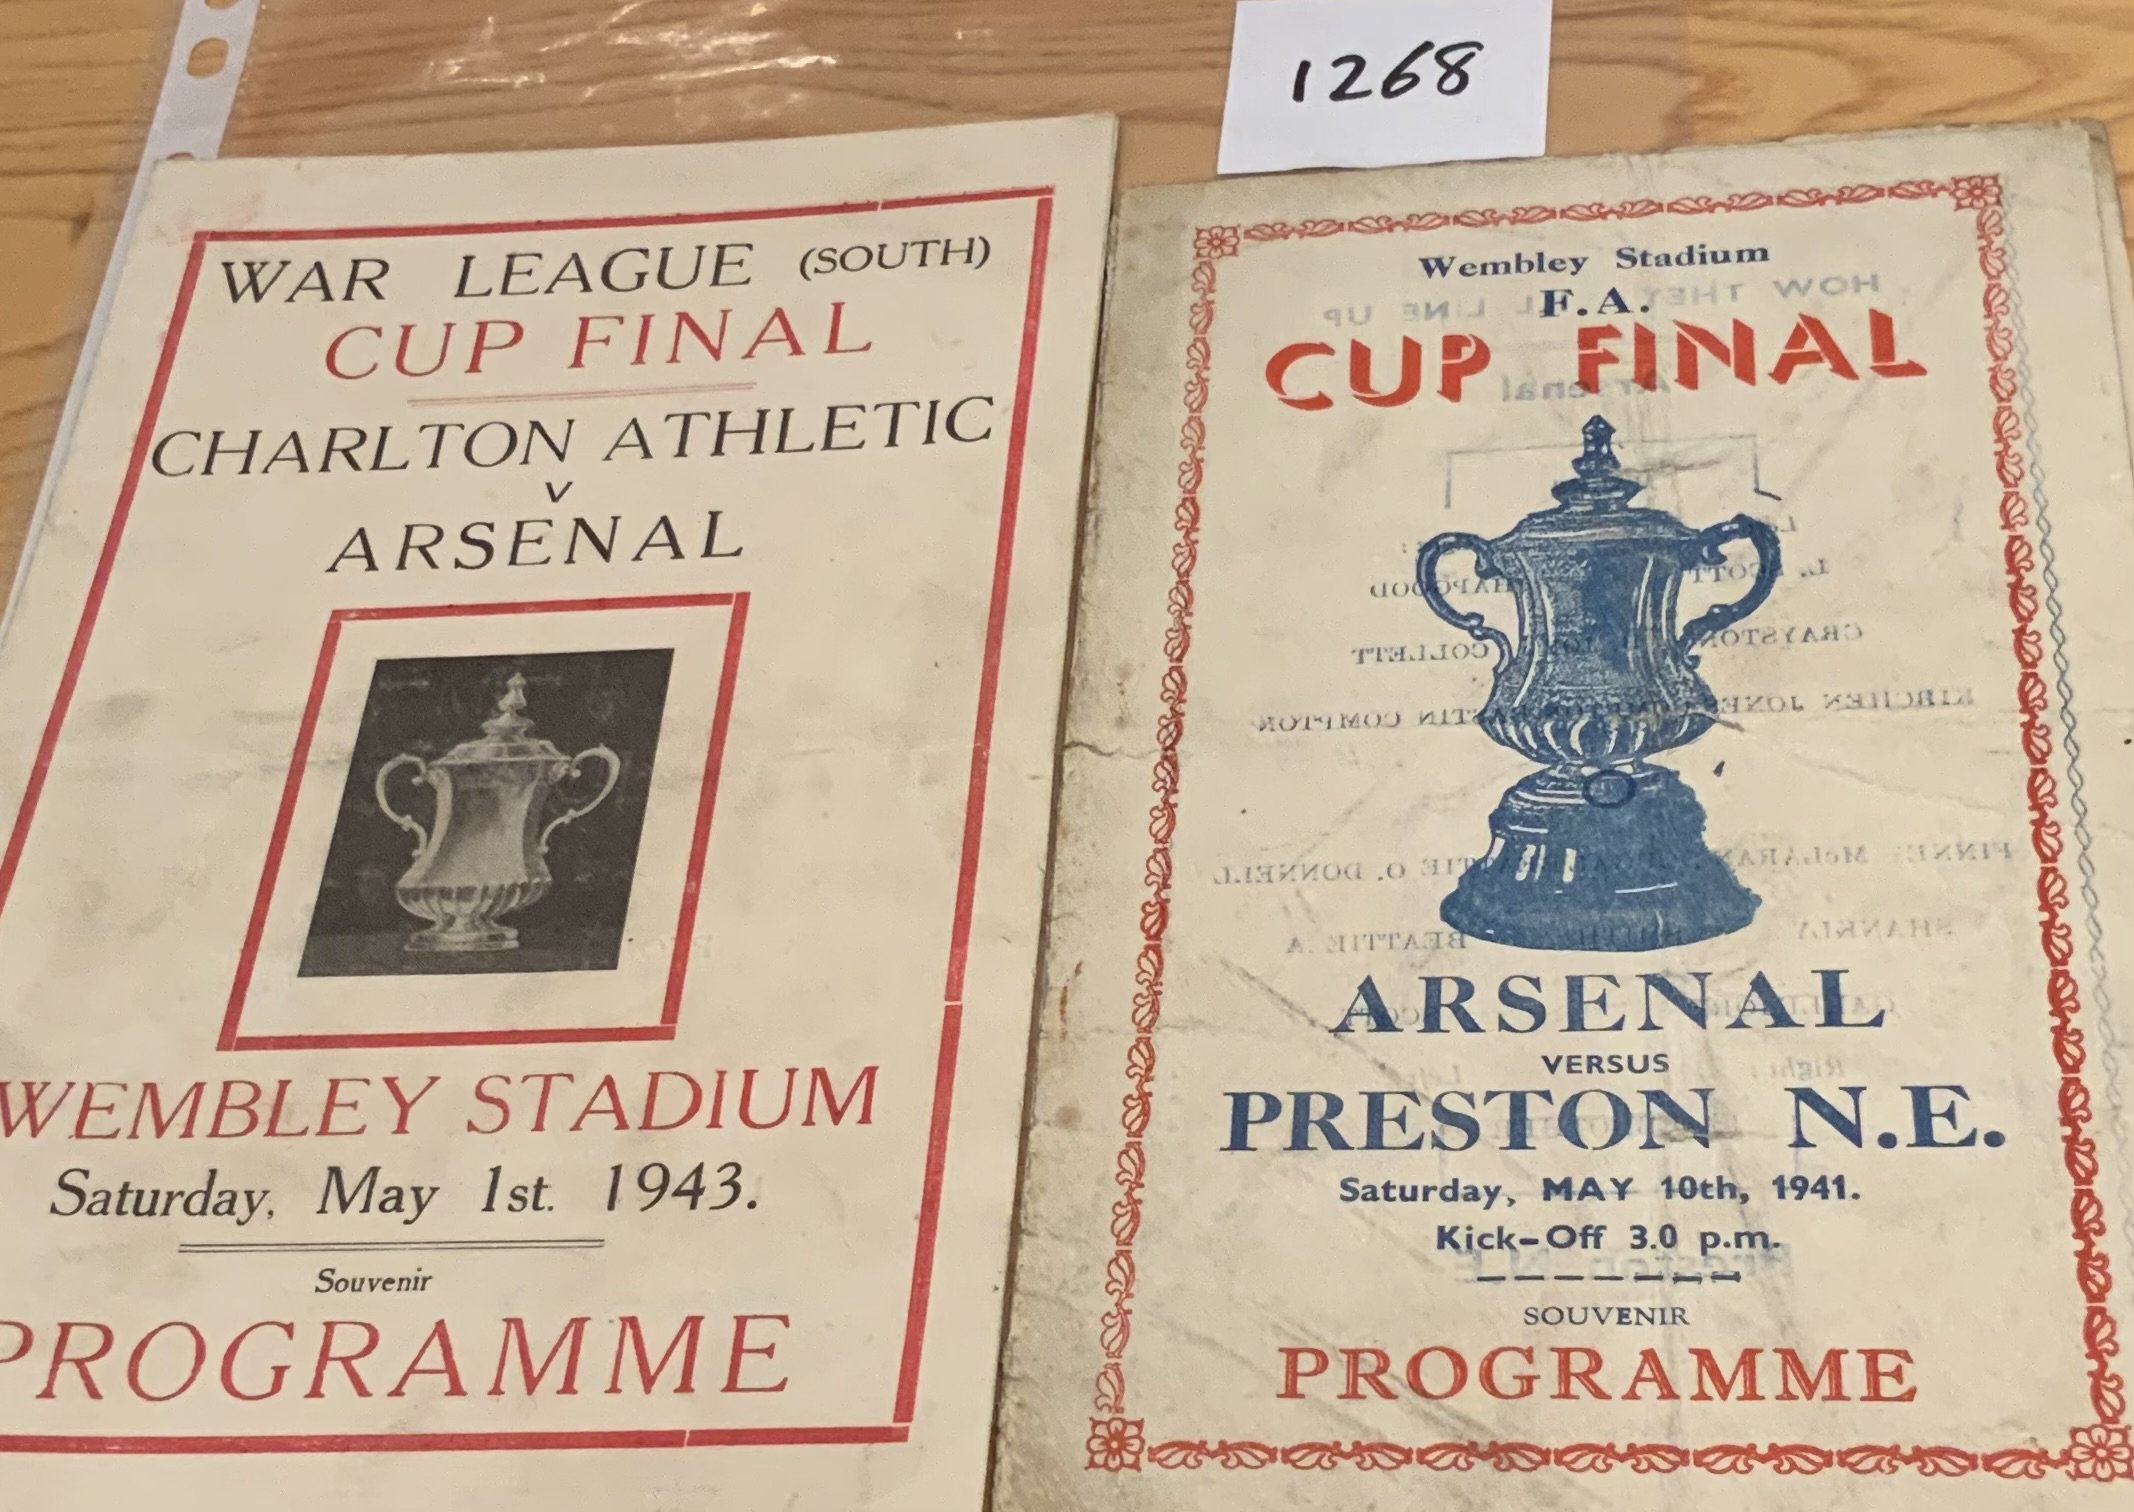 1268
WAR LEAGUE (SOUTH)
CUP FINAL
CHARLTON ATHLETIC
v
ARSENAL
WEMBLEY STADIUM
Saturday, May 1st. 1943.
Souvenir
PROGRAMME
Wembley Stadium
F.A.
CUP FINAL
ARSENAL
VERSUS
PRESTON N.E.
Saturday, MAY 10th, 1941.
Kick-Off 3.0 p.m.
SOUVENIR
PROGRAMME